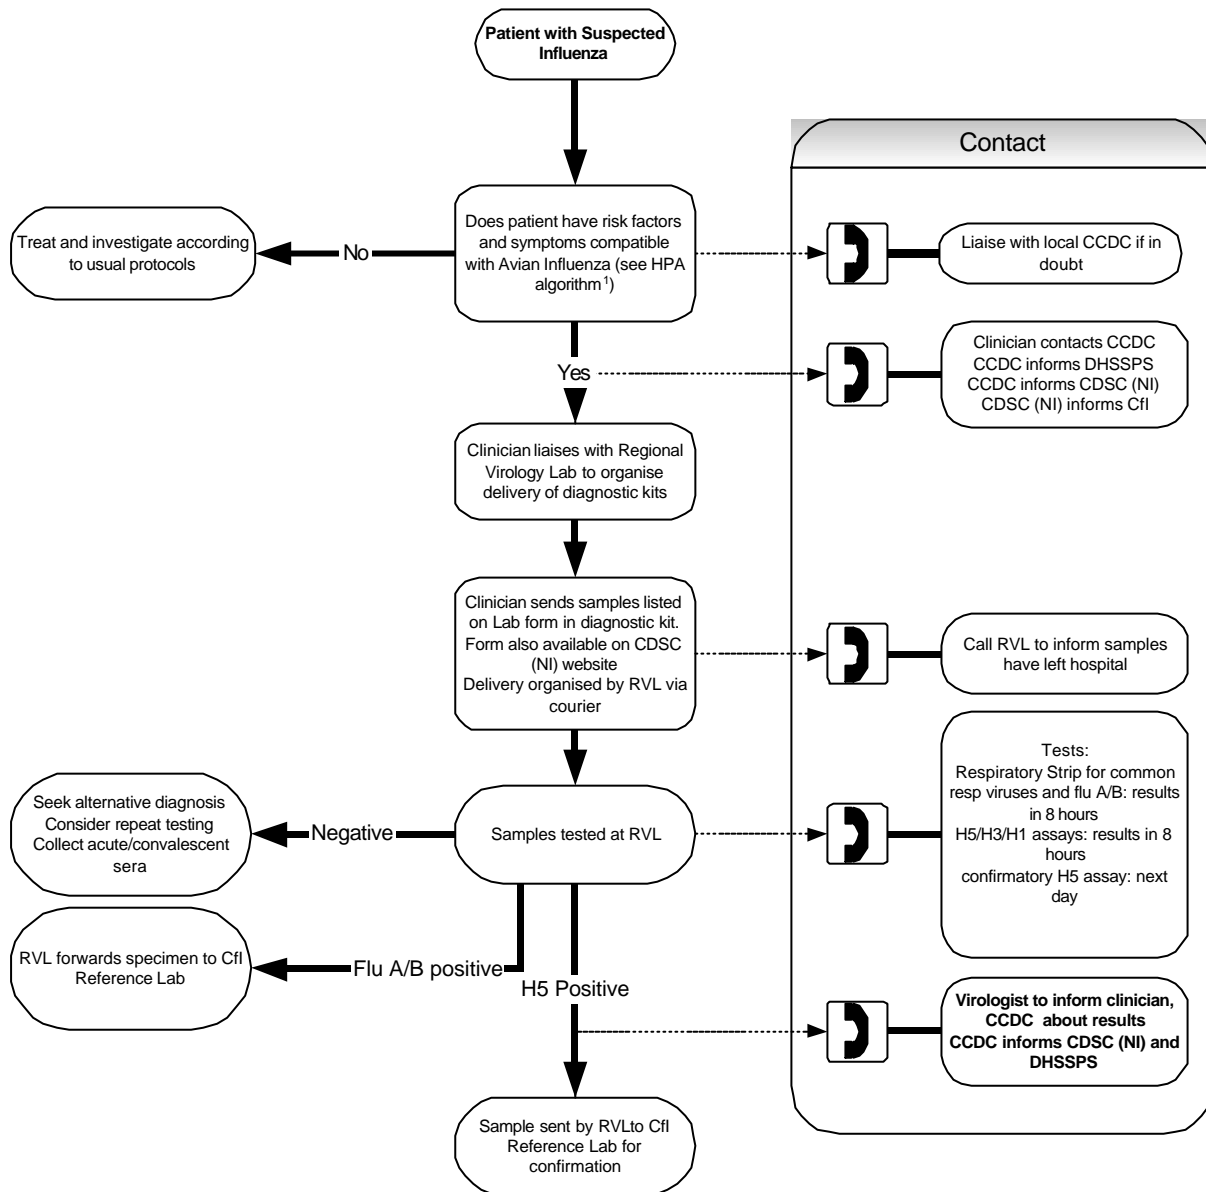 Patient with Suspected
Influenza
Contact
Does patient have risk factors
and symptoms compatible
with Avian Influenza (see HPA
algorithm1)
No
Treat and investigate according
to usual protocols
Liaise with local CCDC if in
doubt
Yes
Clinician contacts CCDC
CCDC informs DHSSPS
CCDC informs CDSC (NI)
CDSC (NI) informs CfI
Clinician liaises with Regional
Virology Lab to organise
delivery of diagnostic kits
Clinician sends samples listed
on Lab form in diagnostic kit.
Form also available on CDSC
(NI) website
Delivery organised by RVL via
courier
Call RVL to inform samples
have left hospital
Samples tested at RVL
Negative
Seek alternative diagnosis
Consider repeat testing
Collect acute/convalescent
sera
Tests:
Respiratory Strip for common
resp viruses and flu A/B: results
in 8 hours
H5/H3/H1 assays: results in 8
hours
confirmatory H5 assay: next
day
Flu A/B positive
RVL forwards specimen to CfI
Reference Lab
H5 Positive
Virologist to inform clinician,
CCDC about results
CCDC informs CDSC (NI) and
DHSSPS
Sample sent by RVLto CfI
Reference Lab for
confirmation